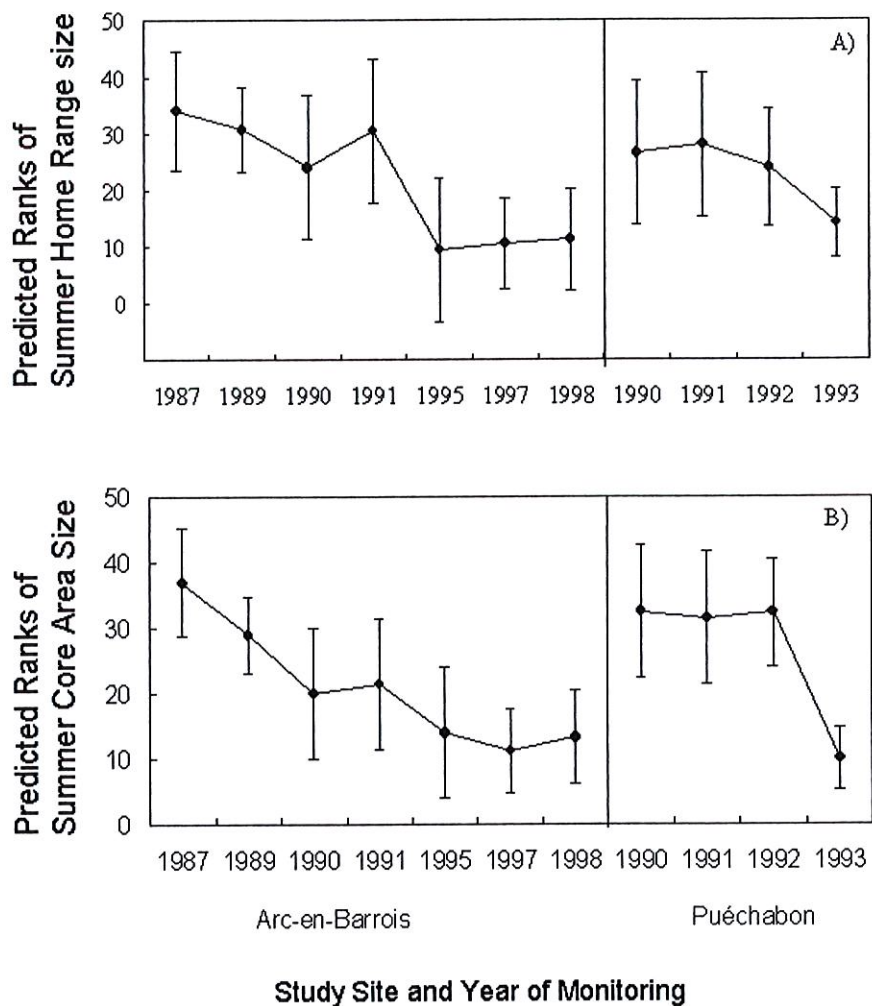 Predicted Ranks of
Summer Home Range size
50
40
30
20
10
0
A)
1987 1989 1990 1991 1995 1997 1998 1990 1991 1992 1993
Predicted Ranks of
Summer Core Area Size
50
40
30
20
10
0
B)
1987 1989 1990 1991 1995 1997 1998 1990 1991 1992 1993
Arc-en-Barrois Puéchabon
Study Site and Year of Monitoring